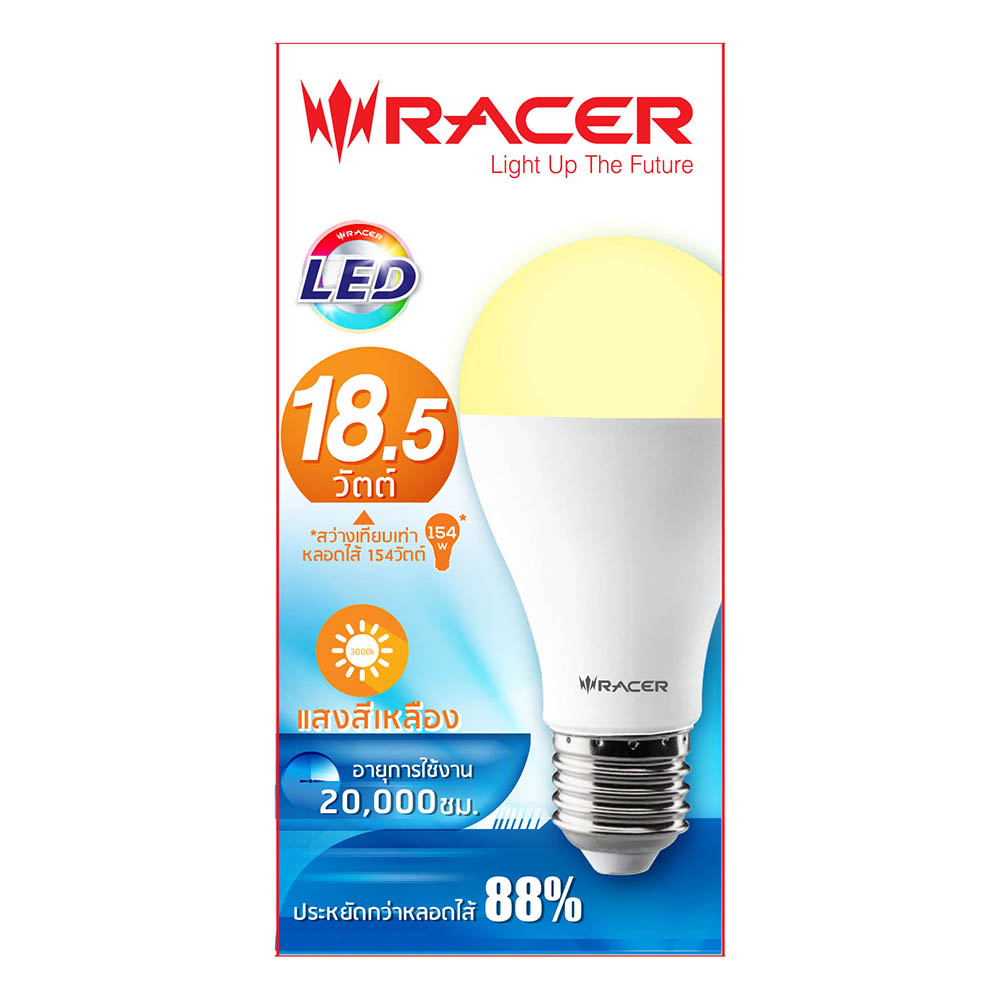 RACER
Light Up The Future
RACER
LED
18.5
วัตต์
*สว่างเทียบเท่า
หลอดไส้ 154วัตต์
154
W
*
3000k
แสงสีเหลือง
RACER
อายุการใช้งาน
20,000ชม.
ประหยัดกว่าหลอดไส้ 88%